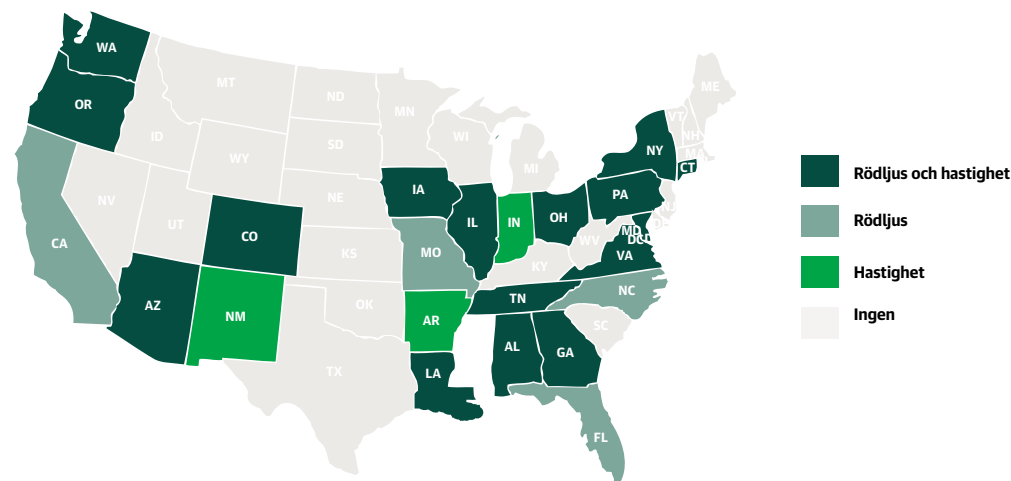 WA
MT
ND
MN
ME
OR
ID
SD
WI
VT
NH
WY
MI
NY
MA
CT
NV
UT
NE
IA
PA
CA
CO
IL
IN
OH
NJ
KS
MO
KY
WV
MD
DC
VA
AZ
NM
OK
AR
TN
NC
SC
TX
LA
AL
GA
FL
Rödljus och hastighet
Rödljus
Hastighet
Ingen